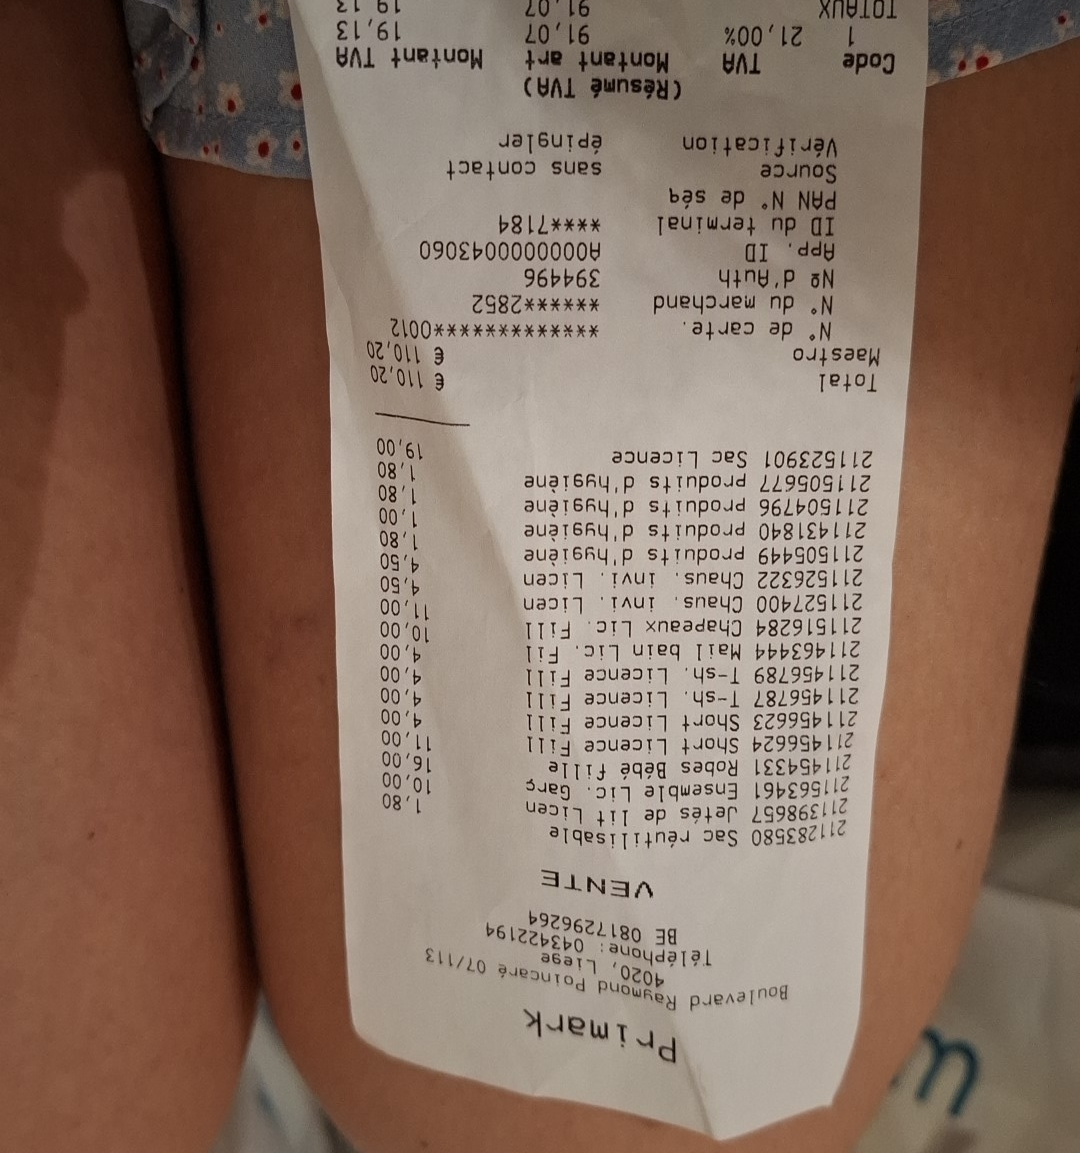 Primark
Boulevard Raymond Poincaré 07/113
4020, Liege
Téléphone: 043422194
BE 0817296264
VENTE
211283580 Sac réutilisable 1,80
211398657 Jetés de lit Licen 10,00
211563461 Ensemble Lic. Garç 16,00
211454331 Robes Bébé fille 11,00
211456624 Short Licence Fill 4,00
211456623 Short Licence Fill 4,00
211456787 T-sh. Licence Fill 4,00
211456789 T-sh. Licence Fill 4,00
211463444 Mail bain Lic. Fil 10,00
211516284 Chapeaux Lic. Fill 11,00
211527400 Chaus. invi. Licen 4,50
211526322 Chaus. invi. Licen 4,50
211505449 produits d'hygiène 1,80
211431840 produits d'hygiène 1,00
211504796 produits d'hygiène 1,80
211505677 produits d'hygiène 1,80
211523901 Sac Licence 19,00
Total € 110,20
Maestro € 110,20
N° de carte. ***************0012
N° du marchand ******2852
Nº d'Auth 394496
App. ID A0000000043060
ID du terminal ****7184
PAN N° de séq
Source sans contact
Vérification épingler
(Résumé TVA)
Code TVA Montant art Montant TVA
1 21,00% 91,07 19,13
TOTAUX 91,07 19,13